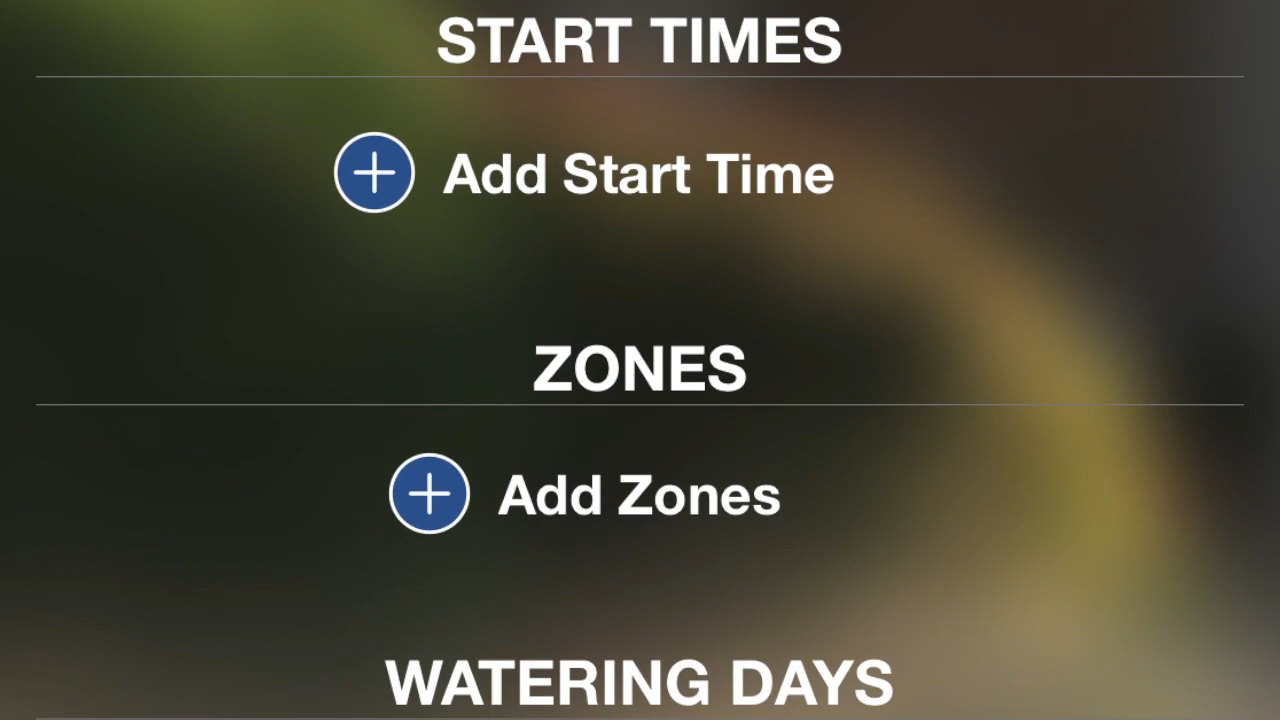 START TIMES
Add Start Time
ZONES
Add Zones
WATERING DAYS